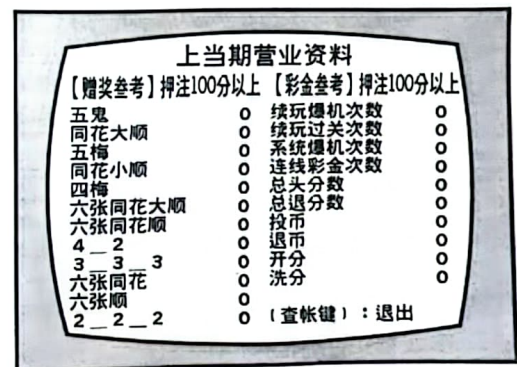 上当期营业资料
【赠奖叁考】押注100分以上 【彩金叁考】押注100分以上
五鬼 0 续玩爆机次数 0
同花大顺 0 续玩过关次数 0
五梅 0 系统爆机次数 0
同花小顺 0 连线彩金次数 0
四梅 0 总头分数 0
六张同花大顺 0 总退分数 0
六张同花顺 0 投币 0
4__2 0 退币 0
3__3__3 0 开分 0
六张同花 0 洗分 0
六张顺 0
2__2__2 0 (查帐键):退出